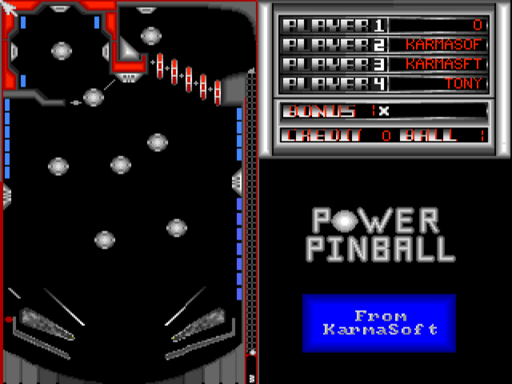 PLAYER 1 0
PLAYER 2 KARMASOF
PLAYER 3 KARMASFT
PLAYER 4 TONY
BONUS 1X
CREDIT 0 BALL 1
POWER
PINBALL
From
KarmaSoft